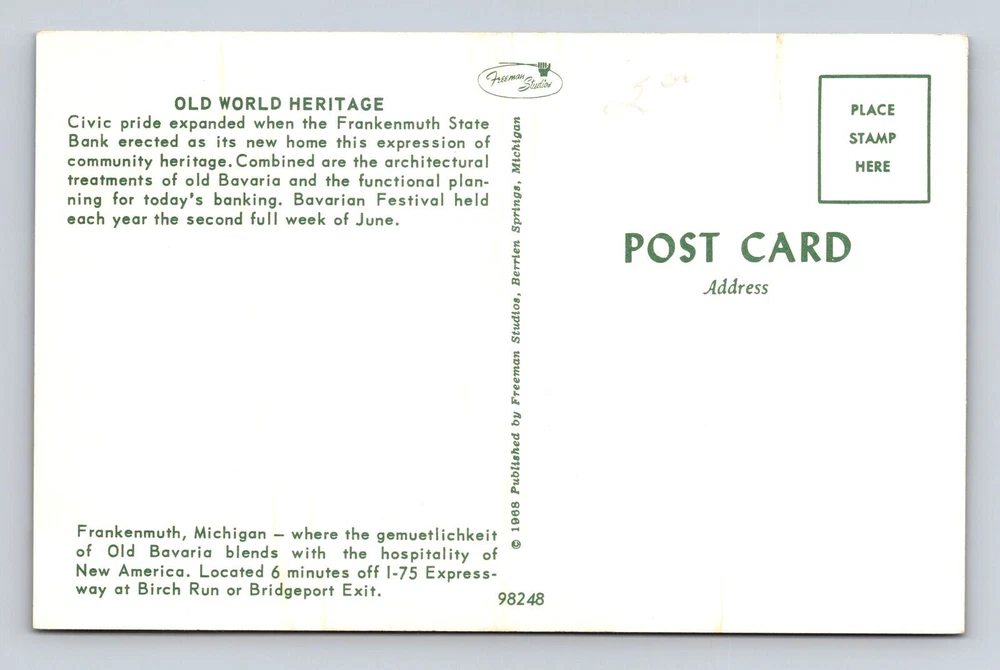 OLD WORLD HERITAGE
Civic pride expanded when the Frankenmuth State
Bank erected as its new home this expression of
community heritage. Combined are the architectural
treatments of old Bavaria and the functional plan-
ning for today's banking. Bavarian Festival held
each year the second full week of June.
Frankenmuth, Michigan – where the gemuetlichkeit
of Old Bavaria blends with the hospitality of
New America. Located 6 minutes off I-75 Express-
way at Birch Run or Bridgeport Exit.
Freeman
Studios
© 1968 Published by Freeman Studios, Berrien Springs, Michigan
98248
PLACE
STAMP
HERE
POST CARD
Address